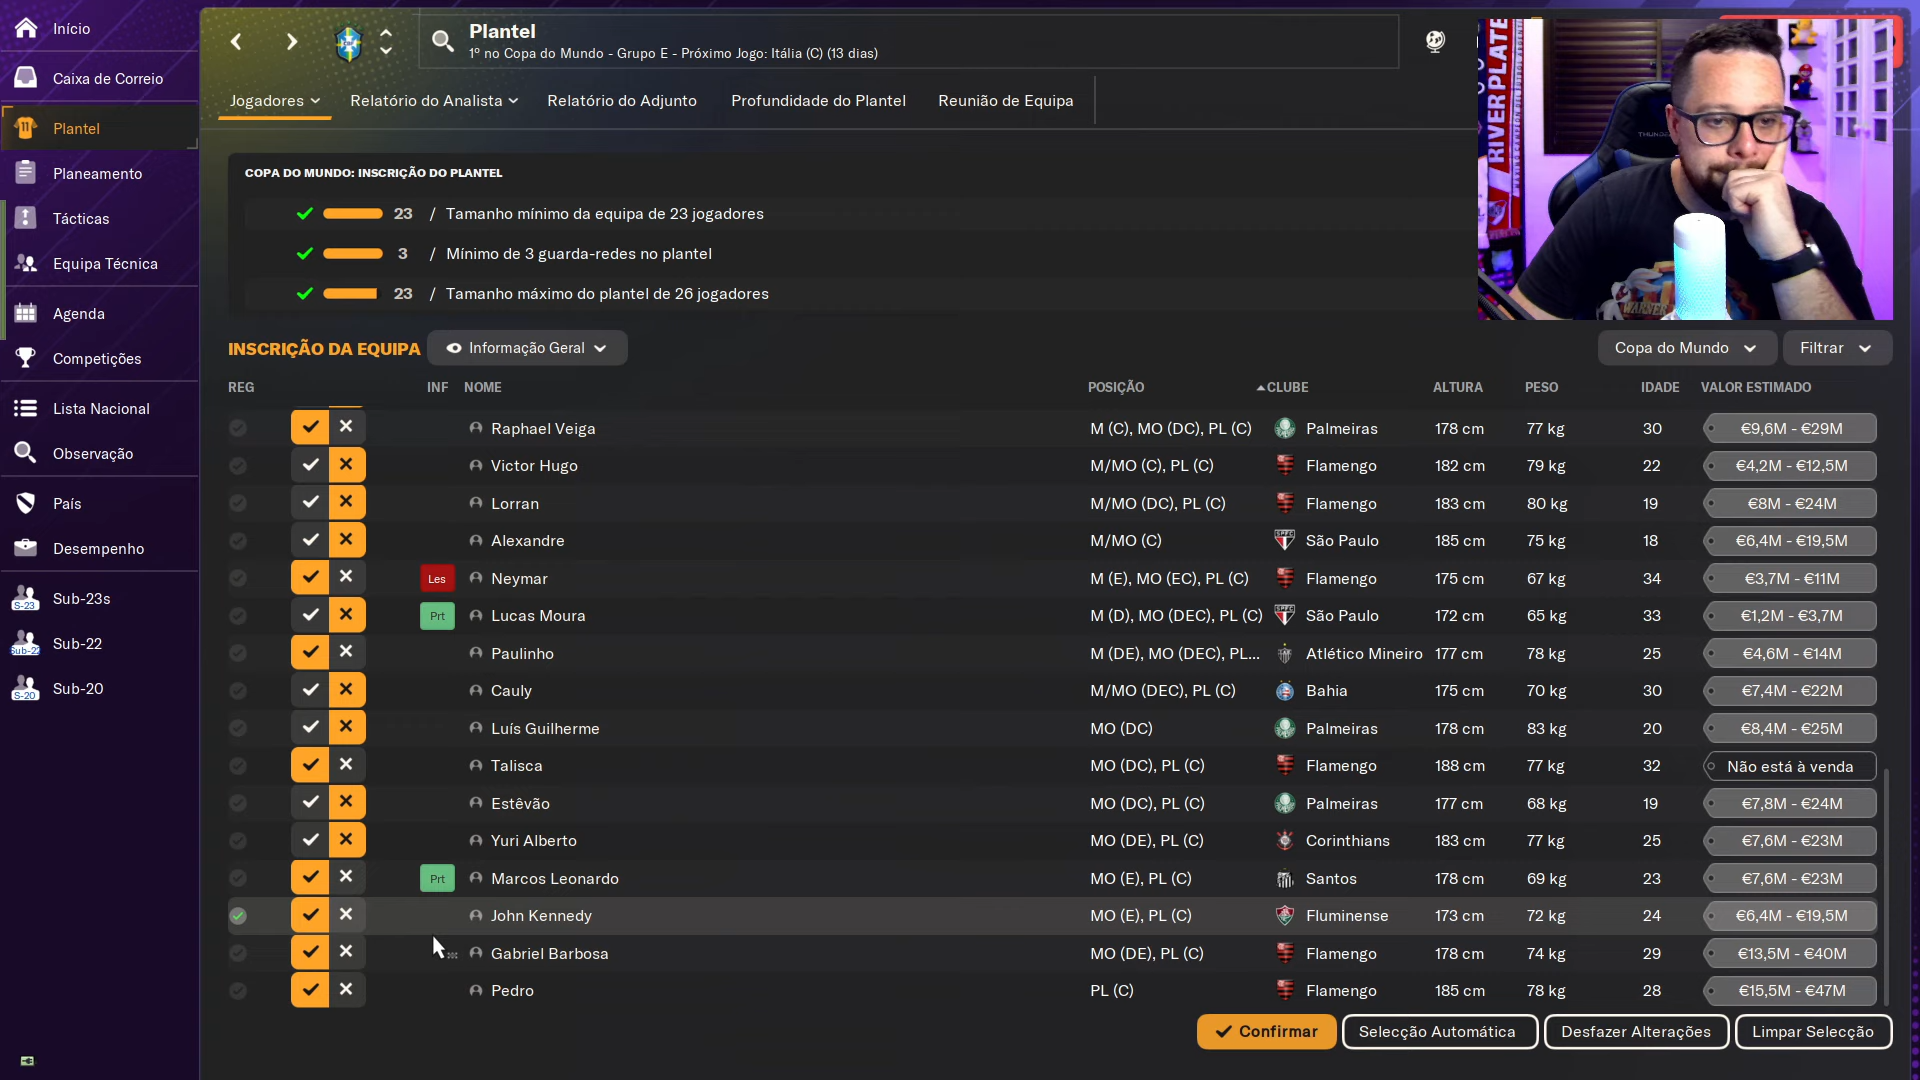 Início
Caixa de Correio
Plantel
Planeamento
Tácticas
Equipa Técnica
Agenda
Competições
Lista Nacional
Observação
País
Desempenho
S-23 Sub-23s
Sub-22 Sub-22
S-20 Sub-20
Plantel
1º no Copa do Mundo - Grupo E - Próximo Jogo: Itália (C) (13 dias)
Jogadores Relatório do Analista Relatório do Adjunto Profundidade do Plantel Reunião de Equipa
COPA DO MUNDO: INSCRIÇÃO DO PLANTEL
23 / Tamanho mínimo da equipa de 23 jogadores
3 / Mínimo de 3 guarda-redes no plantel
23 / Tamanho máximo do plantel de 26 jogadores
RIVER PLATE
INSCRIÇÃO DA EQUIPA Informação Geral Copa do Mundo Filtrar
REG INF NOME POSIÇÃO CLUBE ALTURA PESO IDADE VALOR ESTIMADO
Raphael Veiga M (C), MO (DC), PL (C) Palmeiras 178 cm 77 kg 30 €9,6M - €29M
Victor Hugo M/MO (C), PL (C) Flamengo 182 cm 79 kg 22 €4,2M - €12,5M
Lorran M/MO (DC), PL (C) Flamengo 183 cm 80 kg 19 €8M - €24M
Alexandre M/MO (C) São Paulo 185 cm 75 kg 18 €6,4M - €19,5M
Les Neymar M (E), MO (EC), PL (C) Flamengo 175 cm 67 kg 34 €3,7M - €11M
Prt Lucas Moura M (D), MO (DEC), PL (C) São Paulo 172 cm 65 kg 33 €1,2M - €3,7M
Paulinho M (DE), MO (DEC), PL... Atlético Mineiro 177 cm 78 kg 25 €4,6M - €14M
Cauly M/MO (DEC), PL (C) Bahia 175 cm 70 kg 30 €7,4M - €22M
Luís Guilherme MO (DC) Palmeiras 178 cm 83 kg 20 €8,4M - €25M
Talisca MO (DC), PL (C) Flamengo 188 cm 77 kg 32 Não está à venda
Estêvão MO (DC), PL (C) Palmeiras 177 cm 68 kg 19 €7,8M - €24M
Yuri Alberto MO (DE), PL (C) Corinthians 183 cm 77 kg 25 €7,6M - €23M
Prt Marcos Leonardo MO (E), PL (C) Santos 178 cm 69 kg 23 €7,6M - €23M
John Kennedy MO (E), PL (C) Fluminense 173 cm 72 kg 24 €6,4M - €19,5M
Gabriel Barbosa MO (DE), PL (C) Flamengo 178 cm 74 kg 29 €13,5M - €40M
Pedro PL (C) Flamengo 185 cm 78 kg 28 €15,5M - €47M
Confirmar Selecção Automática Desfazer Alterações Limpar Selecção